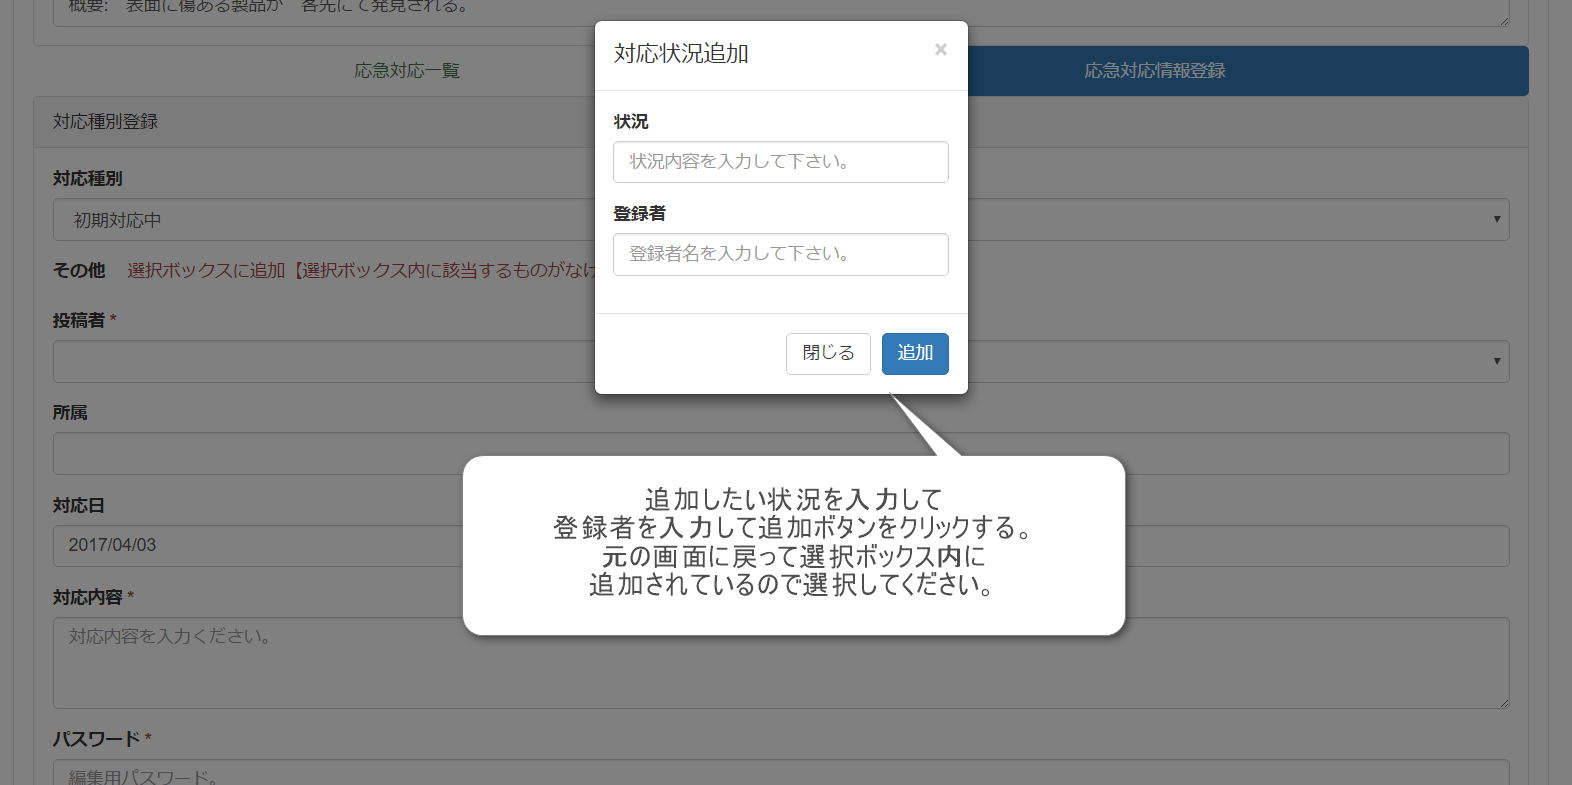 概要: 表面に傷ある製品が 客先にて発見される。
対応状況追加 ×
応急対応一覧
応急対応情報登録
対応種別登録
状況
状況内容を入力して下さい。
対応種別
初期対応中
登録者
登録者名を入力して下さい。
その他 選択ボックスに追加【選択ボックス内に該当するものがなけ
投稿者 *
閉じる 追加
所属
追加したい状況を入力して
登録者を入力して追加ボタンをクリックする。
元の画面に戻って選択ボックス内に
追加されているので選択してください。
対応日
2017/04/03
対応内容 *
対応内容を入力ください。
パスワード *
編集用パスワード。